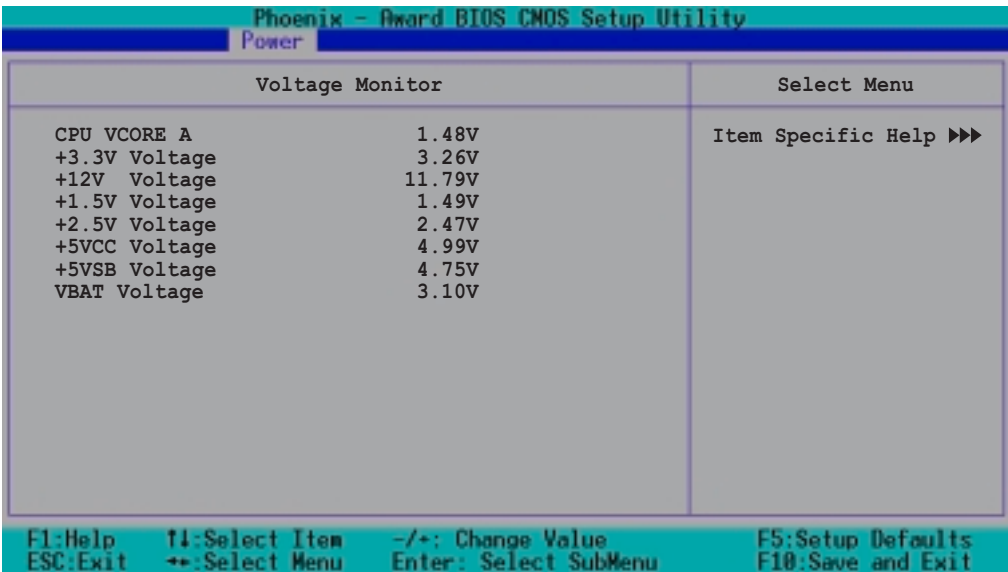 Phoenix - Award BIOS CMOS Setup Utility
Power
Voltage Monitor
Select Menu
CPU VCORE A 1.48V
Item Specific Help ►►►
+3.3V Voltage 3.26V
+12V Voltage 11.79V
+1.5V Voltage 1.49V
+2.5V Voltage 2.47V
+5VCC Voltage 4.99V
+5VSB Voltage 4.75V
VBAT Voltage 3.10V
F1:Help ↑↓:Select Item -/+: Change Value F5:Setup Defaults
ESC:Exit ←→:Select Menu Enter: Select SubMenu F10:Save and Exit